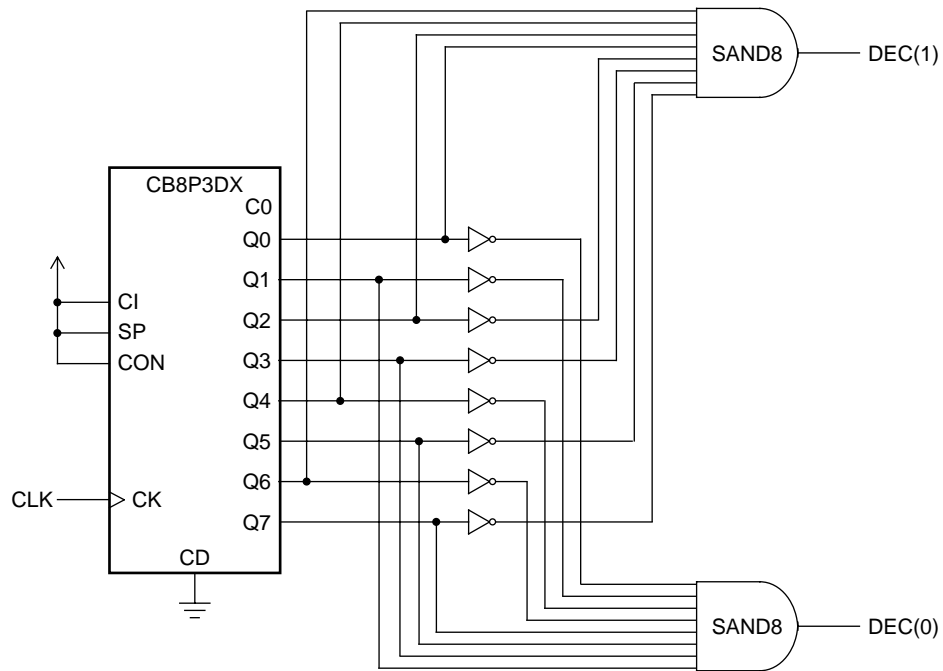 SAND8
DEC(1)
CB8P3DX
C0
Q0
Q1
CI
Q2
SP
Q3
CON
Q4
Q5
Q6
CLK
CK
Q7
CD
SAND8
DEC(0)